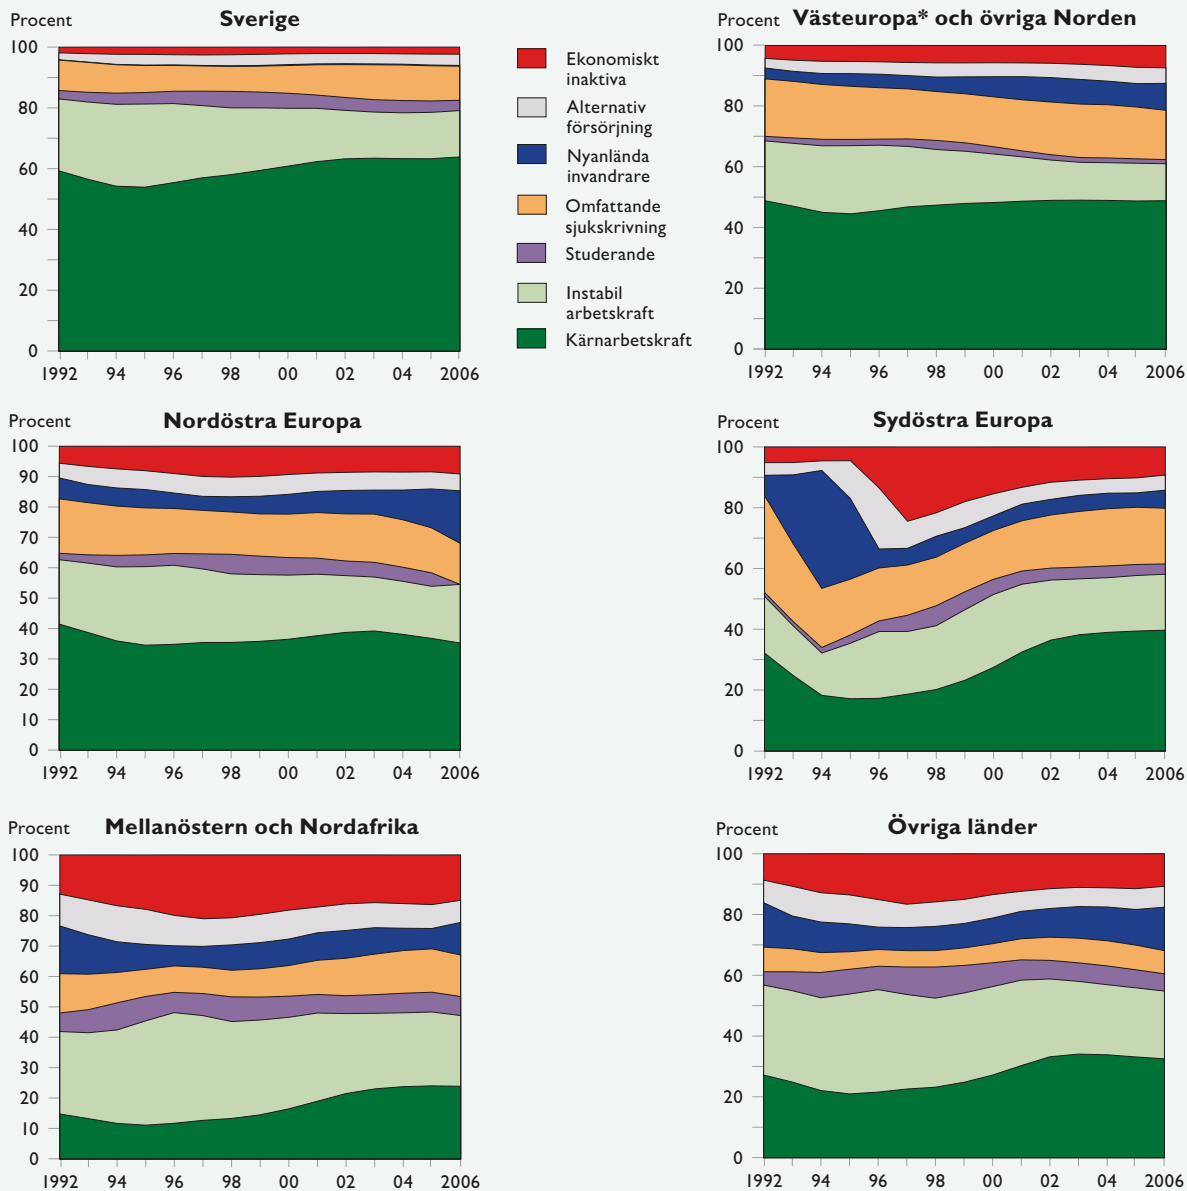 Procent
Sverige
100
80
60
40
20
0
1992 94 96 98 00 02 04 2006
Ekonomiskt
inaktiva
Alternativ
försörjning
Nyanlända
invandrare
Omfattande
sjukskrivning
Studerande
Instabil
arbetskraft
Kärnarbetskraft
Procent
Västeuropa* och övriga Norden
100
80
60
40
20
0
1992 94 96 98 00 02 04 2006
Procent
Nordöstra Europa
100
90
80
70
60
50
40
30
20
10
0
1992 94 96 98 00 02 04 2006
Procent
Sydöstra Europa
100
80
60
40
20
0
1992 94 96 98 00 02 04 2006
Procent
Mellanöstern och Nordafrika
100
90
80
70
60
50
40
30
20
10
0
1992 94 96 98 00 02 04 2006
Procent
Övriga länder
100
80
60
40
20
0
1992 94 96 98 00 02 04 2006